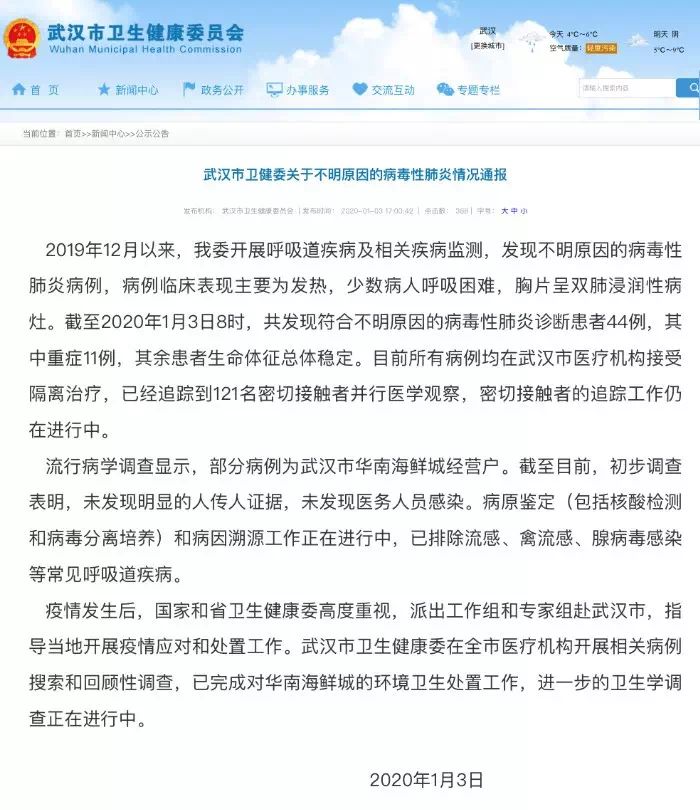 武汉市卫生健康委员会
Wuhan Municipal Health Commission
武汉
[更换城市]
今天 4℃~6℃
空气质量：轻度污染
明天 阴
5℃~9℃
首 页
新闻中心
政务公开
办事服务
交流互动
专题专栏
请输入搜索内容
当前位置：首页>>新闻中心>>公示公告
武汉市卫健委关于不明原因的病毒性肺炎情况通报
发布机构： 武汉市卫生健康委员会 | 发布时间： 2020-01-03 17:00:42 | 点击数： 368 | 字号： 大 中 小
2019年12月以来，我委开展呼吸道疾病及相关疾病监测，发现不明原因的病毒性
肺炎病例，病例临床表现主要为发热，少数病人呼吸困难，胸片呈双肺浸润性病
灶。截至2020年1月3日8时，共发现符合不明原因的病毒性肺炎诊断患者44例，其
中重症11例，其余患者生命体征总体稳定。目前所有病例均在武汉市医疗机构接受
隔离治疗，已经追踪到121名密切接触者并行医学观察，密切接触者的追踪工作仍
在进行中。
流行病学调查显示，部分病例为武汉市华南海鲜城经营户。截至目前，初步调查
表明，未发现明显的人传人证据，未发现医务人员感染。病原鉴定（包括核酸检测
和病毒分离培养）和病因溯源工作正在进行中，已排除流感、禽流感、腺病毒感染
等常见呼吸道疾病。
疫情发生后，国家和省卫生健康委高度重视，派出工作组和专家组赴武汉市，指
导当地开展疫情应对和处置工作。武汉市卫生健康委在全市医疗机构开展相关病例
搜索和回顾性调查，已完成对华南海鲜城的环境卫生处置工作，进一步的卫生学调
查正在进行中。
2020年1月3日